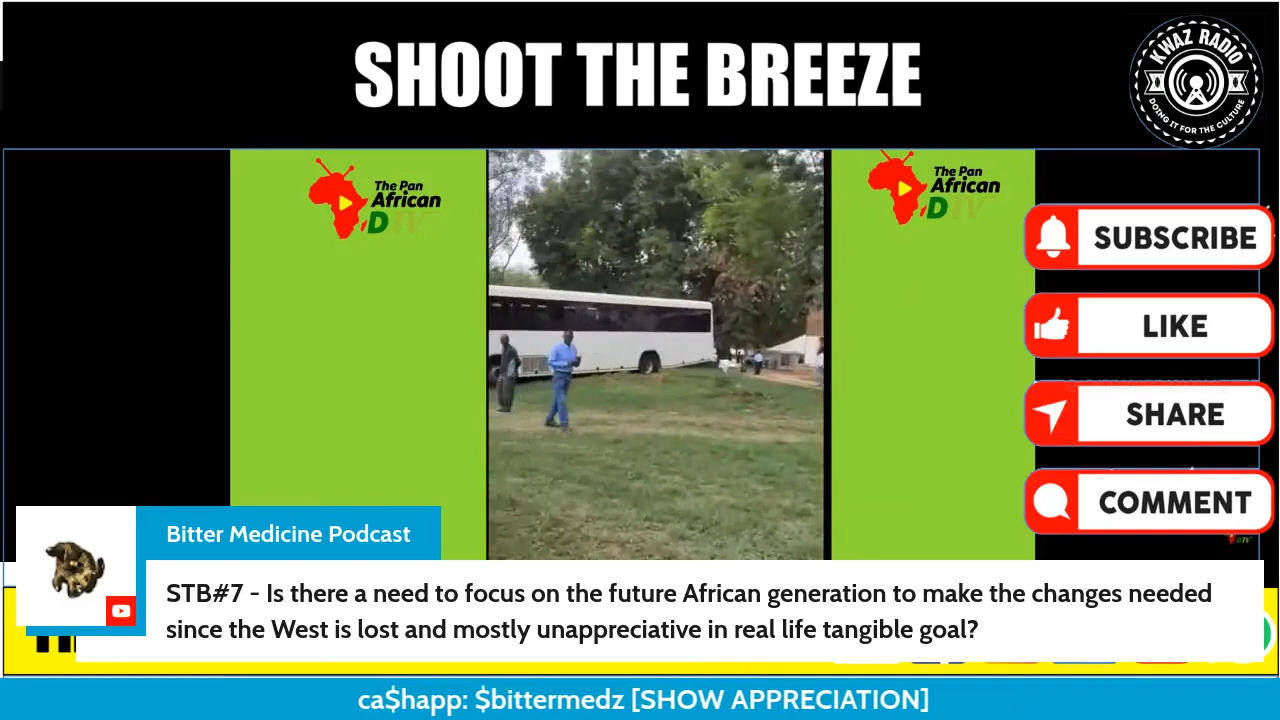 SHOOT THE BREEZE
KWAZ RADIO
DOING IT FOR THE CULTURE
The Pan
African
DTV
The Pan
African
DTV
SUBSCRIBE
LIKE
SHARE
COMMENT
Bitter Medicine Podcast
STB#7 - Is there a need to focus on the future African generation to make the changes needed
since the West is lost and mostly unappreciative in real life tangible goal?
ca$happ: $bittermedz [SHOW APPRECIATION]